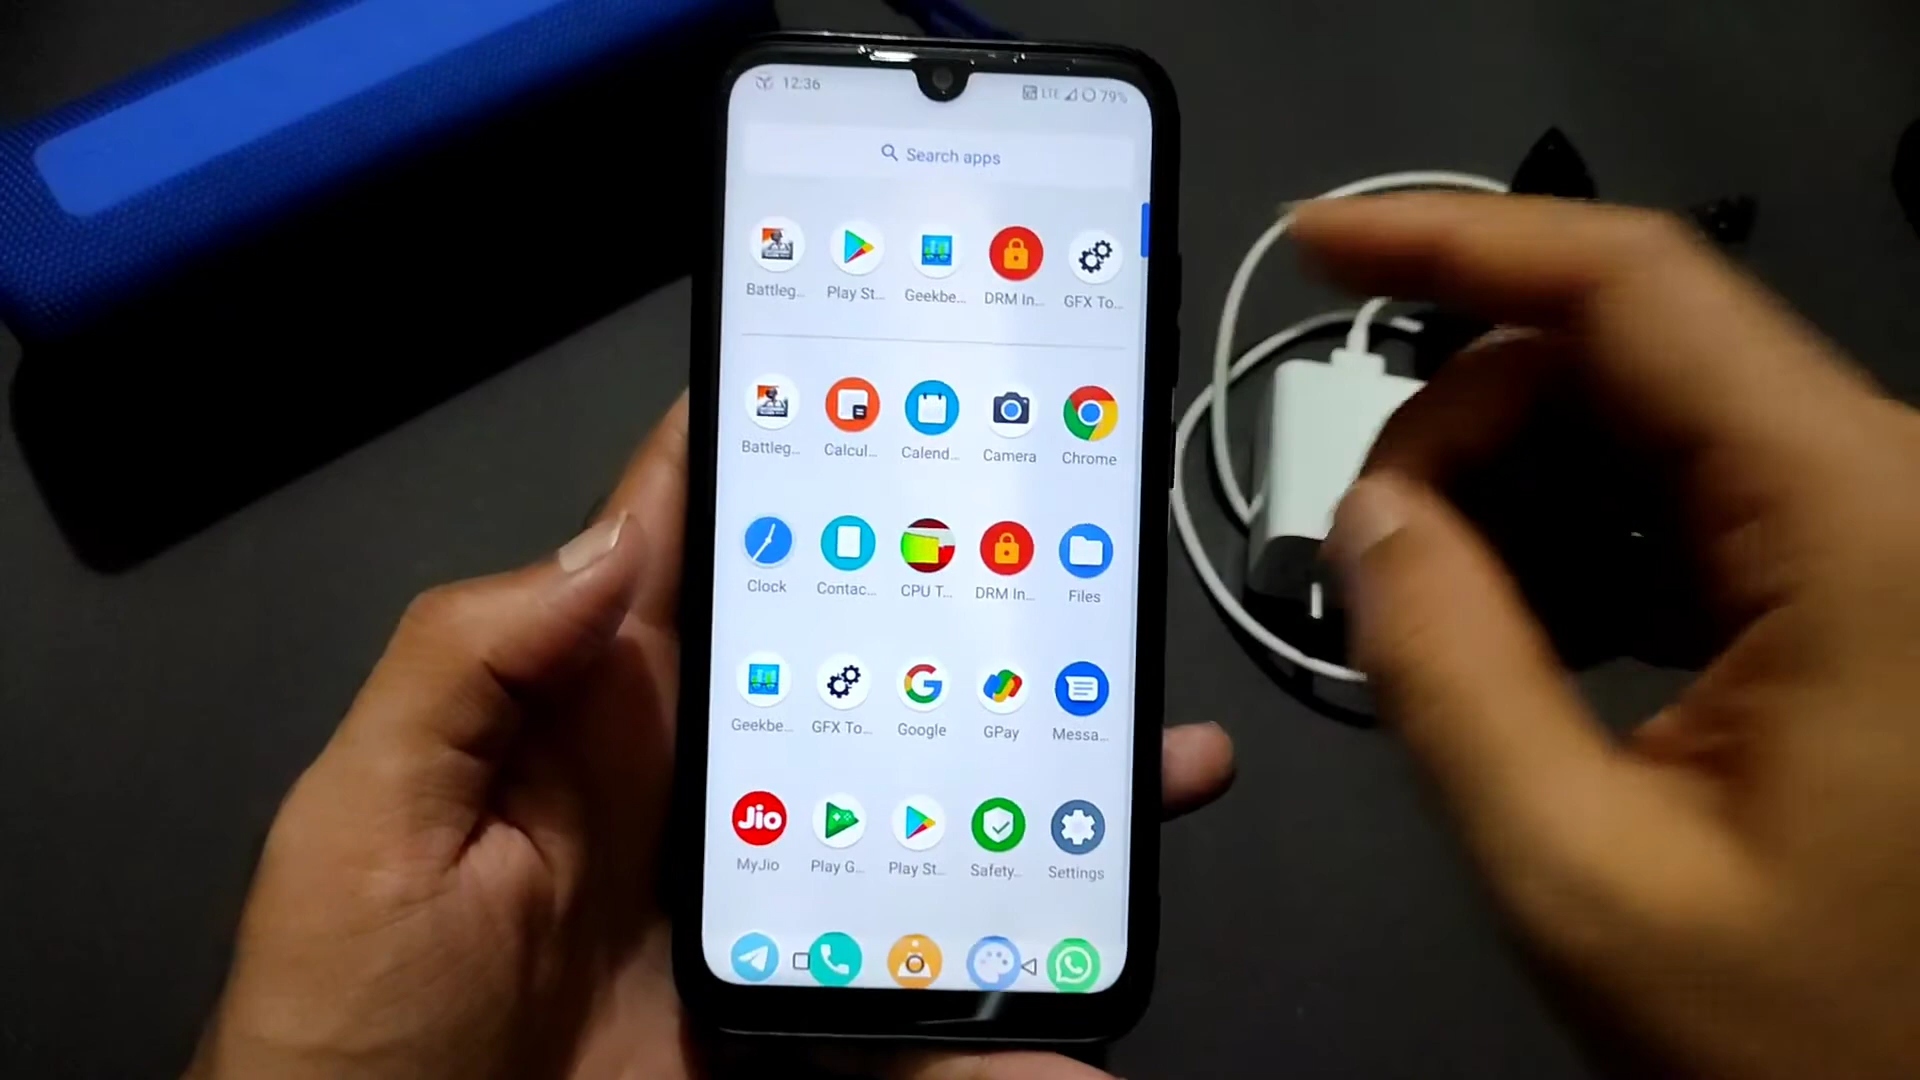 12:36 LTE 79%
Search apps
Battleg... Play St... Geekbe... DRM In... GFX To...
Battleg... Calcul... Calend... Camera Chrome
Clock Contac... CPU T... DRM In... Files
Geekbe... GFX To... Google GPay Messa...
Jio
MyJio Play G... Play St... Safety... Settings